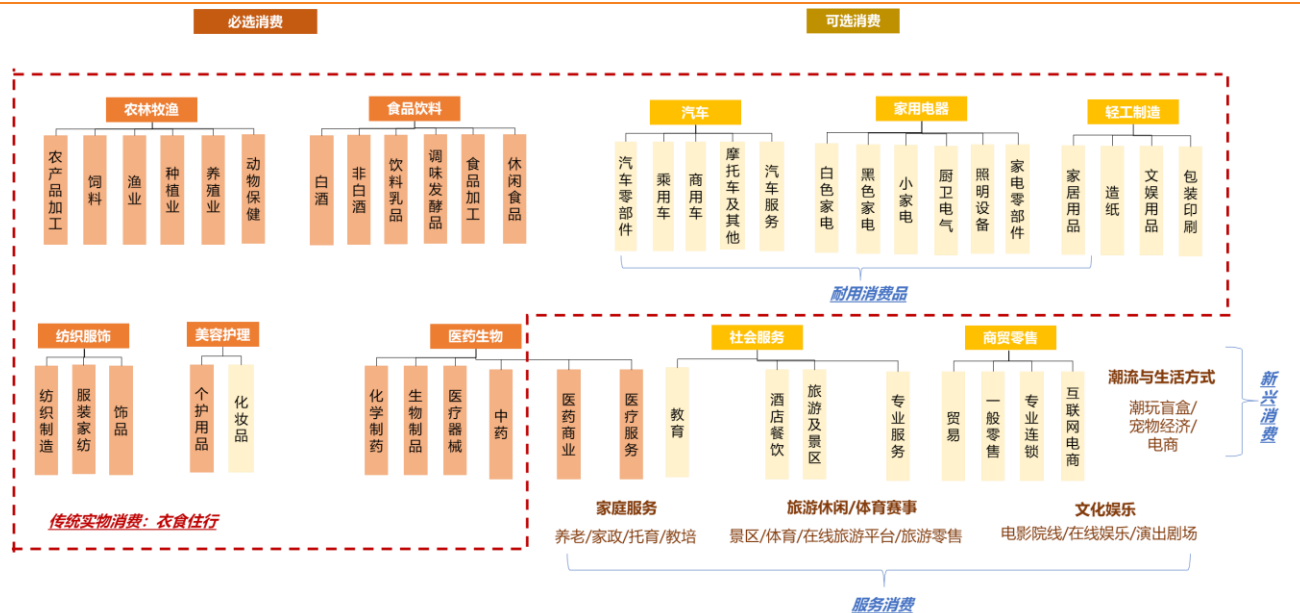 必选消费
可选消费
农林牧渔
食品饮料
汽车
家用电器
轻工制造
农产品加工
饲料
渔业
种植业
养殖业
动物保健
白酒
非白酒
饮料乳品
调味发酵品
食品加工
休闲食品
汽车零部件
乘用车
商用车
摩托车及其他
汽车服务
白色家电
黑色家电
小家电
厨卫电气
照明设备
家电零部件
家居用品
造纸
文娱用品
包装印刷
耐用消费品
纺织服饰
美容护理
医药生物
社会服务
商贸零售
纺织制造
服装家纺
饰品
个护用品
化妆品
化学制药
生物制品
医疗器械
中药
医药商业
医疗服务
教育
酒店餐饮
旅游及景区
专业服务
贸易
一般零售
专业连锁
互联网电商
潮流与生活方式
潮玩盲盒/
宠物经济/
电商
新兴消费
传统实物消费：衣食住行
家庭服务
养老/家政/托育/教培
旅游休闲/体育赛事
景区/体育/在线旅游平台/旅游零售
文化娱乐
电影院线/在线娱乐/演出剧场
服务消费